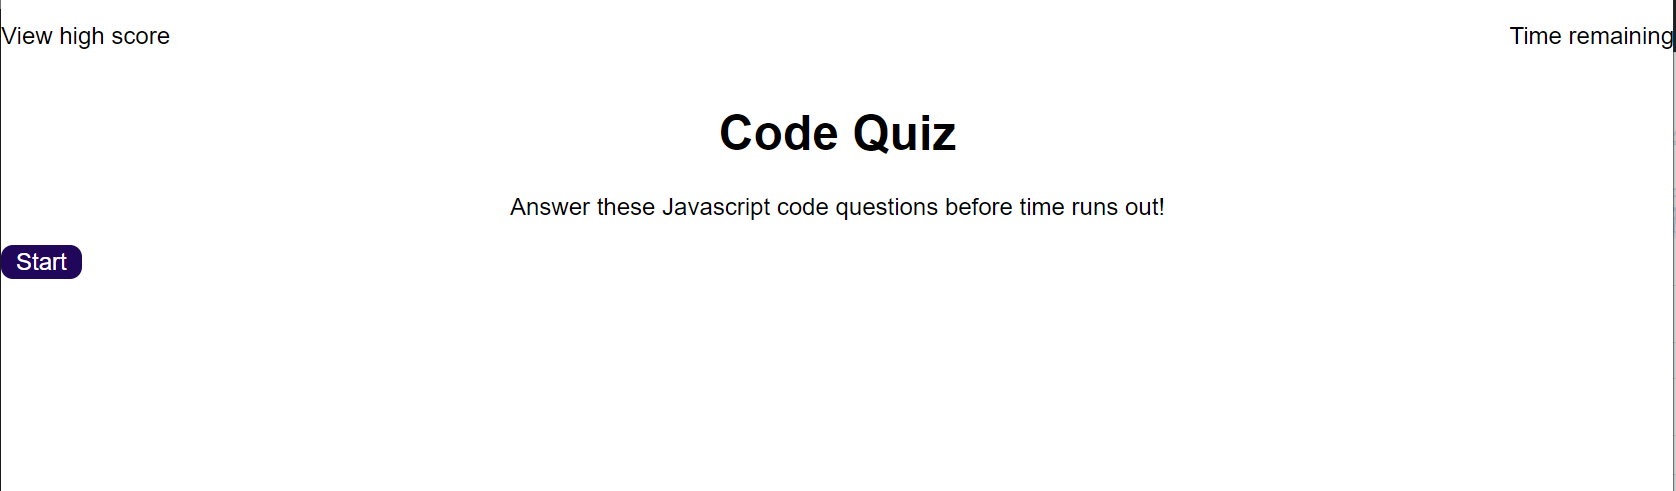 View high score
Time remaining
Code Quiz
Answer these Javascript code questions before time runs out!
Start